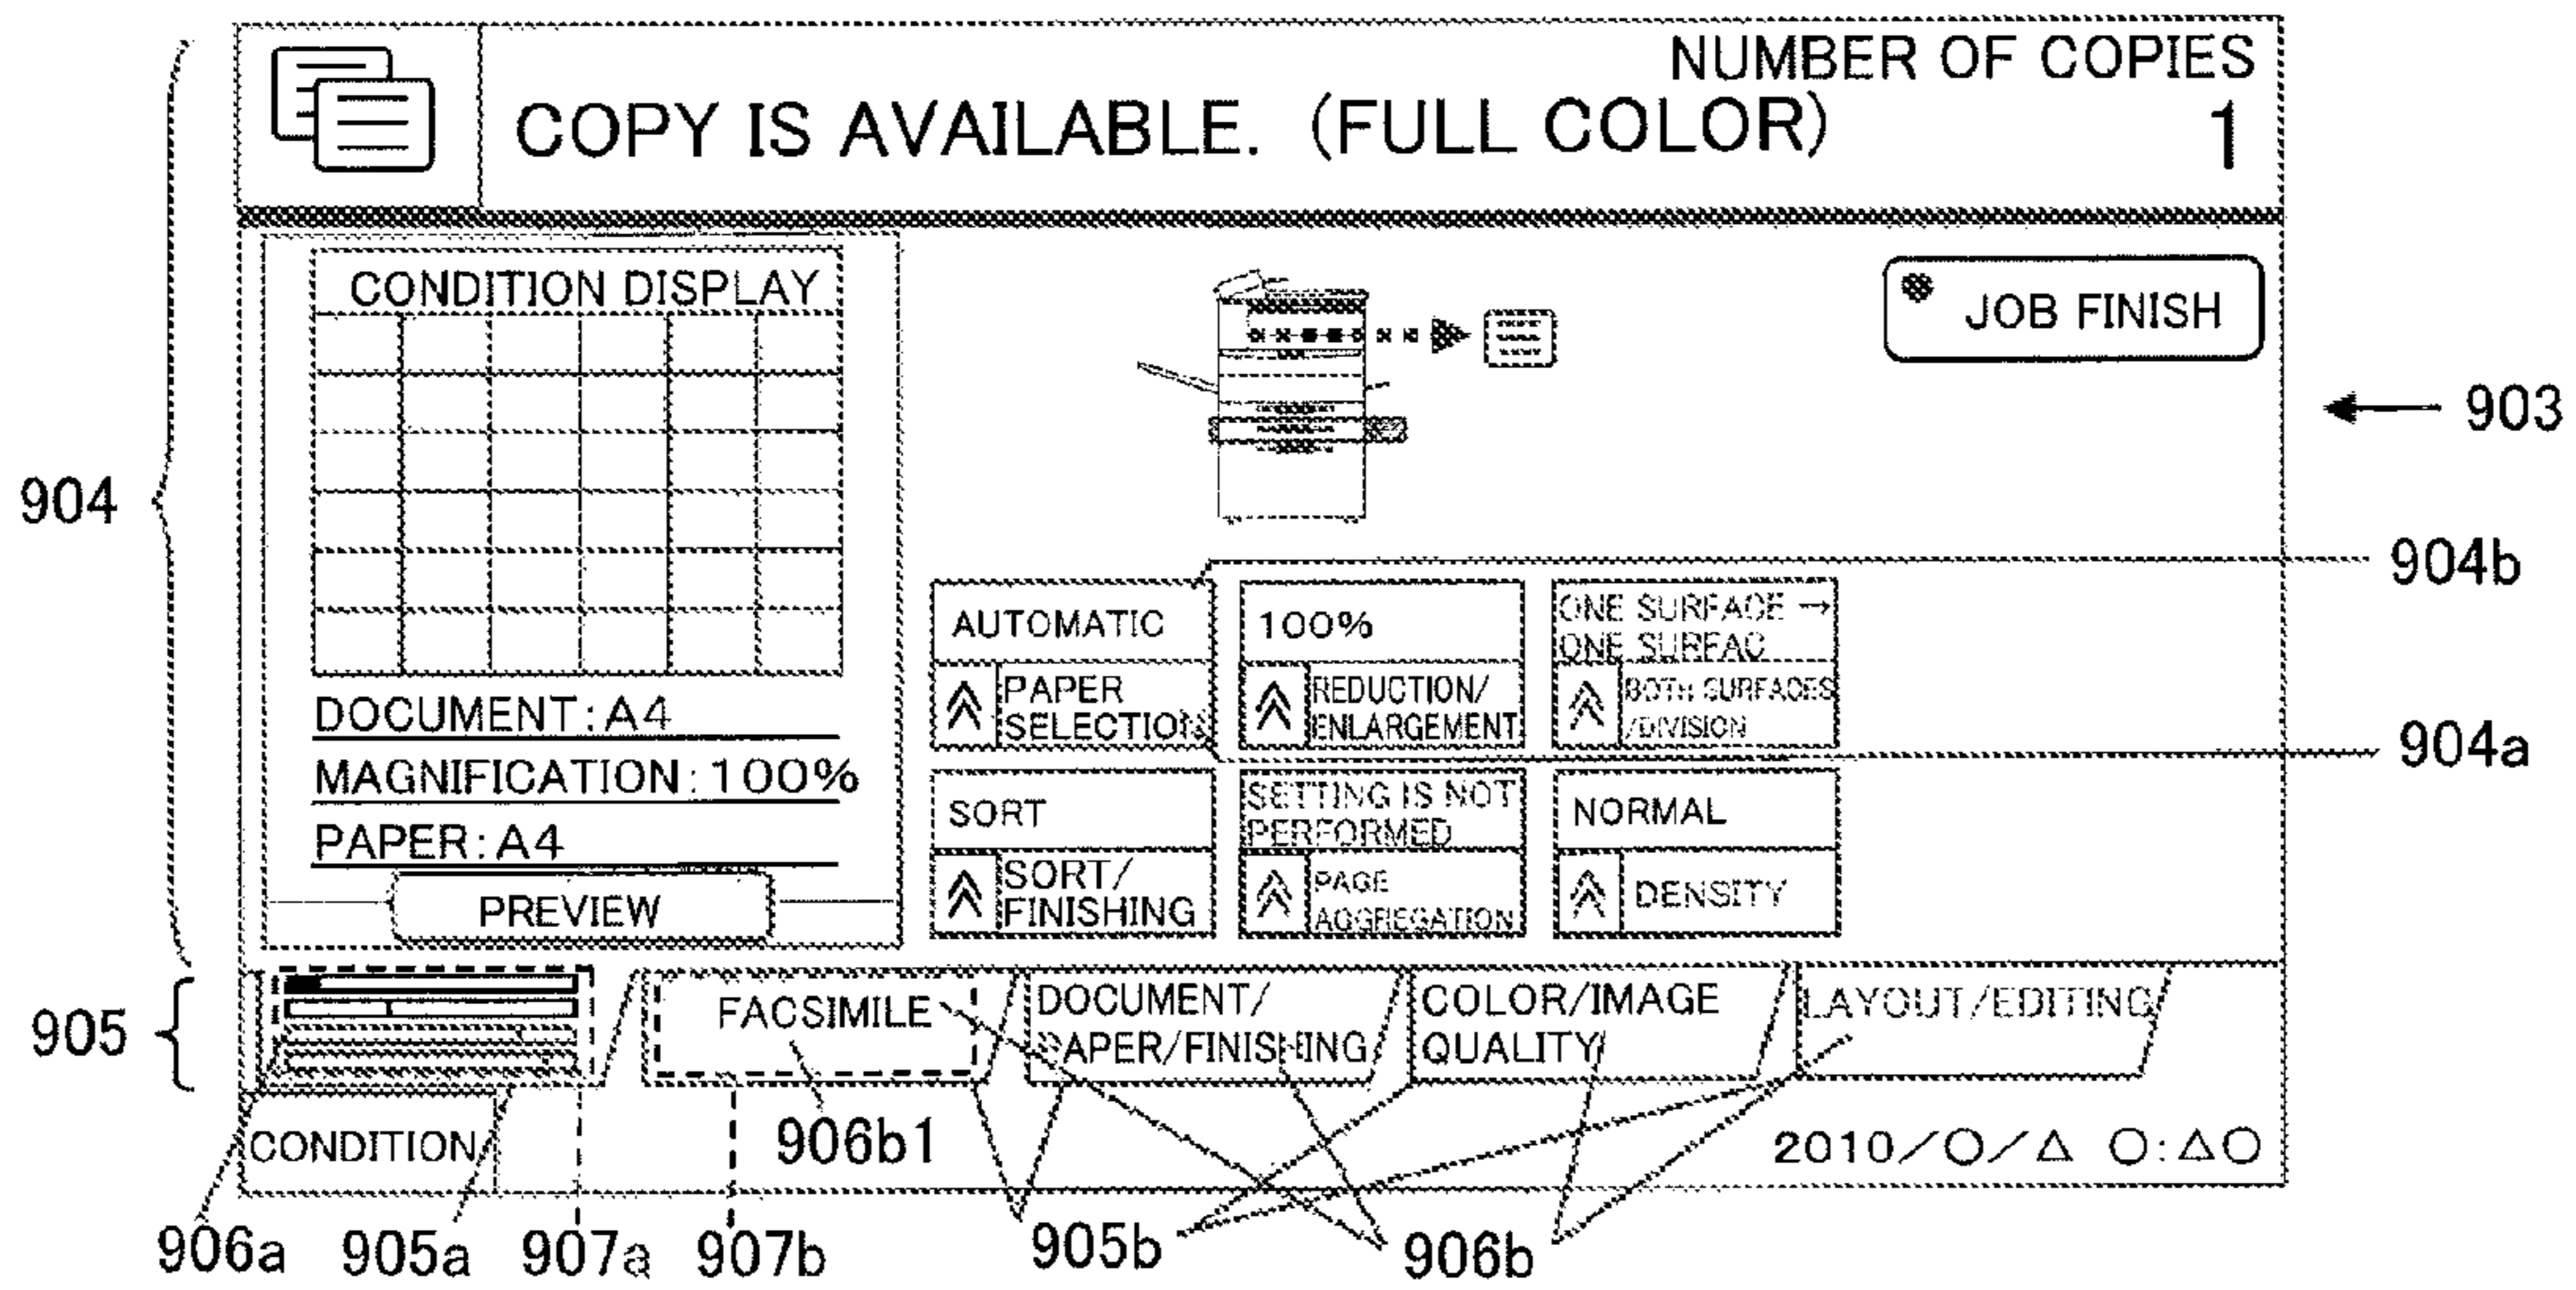 NUMBER OF COPIES
COPY IS AVAILABLE. (FULL COLOR)
1
CONDITION DISPLAY
JOB FINISH
903
904
904b
AUTOMATIC
100%
ONE SURFACE →
ONE SURFAC
PAPER
SELECTION
REDUCTION/
ENLARGEMENT
BOTH SURFACES
/DIVISION
DOCUMENT:A4
904a
MAGNIFICATION:100%
SORT
SETTING IS NOT
PERFORMED
NORMAL
PAPER:A4
SORT/
FINISHING
PAGE
AGGREGATION
DENSITY
PREVIEW
905
FACSIMILE
DOCUMENT/
PAPER/FINISHING
COLOR/IMAGE
QUALITY
LAYOUT/EDITING
906b1
CONDITION
2010/○/△ ○:△○
906a
905a
907a
907b
905b
906b